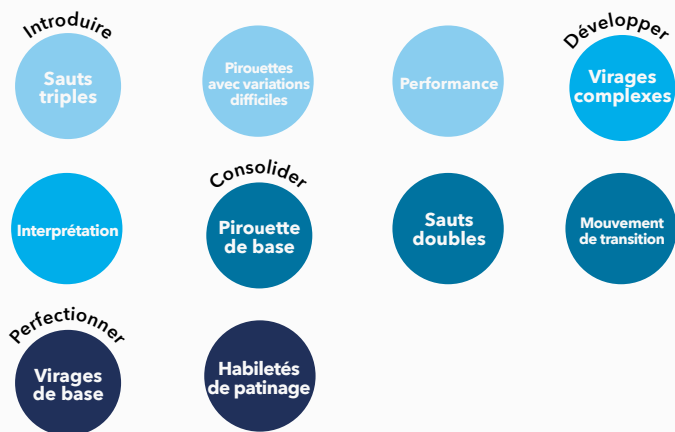 Introduire
Sauts
triples
Pirouettes
avec variations
difficiles
Performance
Développer
Virages
complexes
Interprétation
Consolider
Pirouette
de base
Sauts
doubles
Mouvement
de transition
Perfectionner
Virages
de base
Habiletés
de patinage